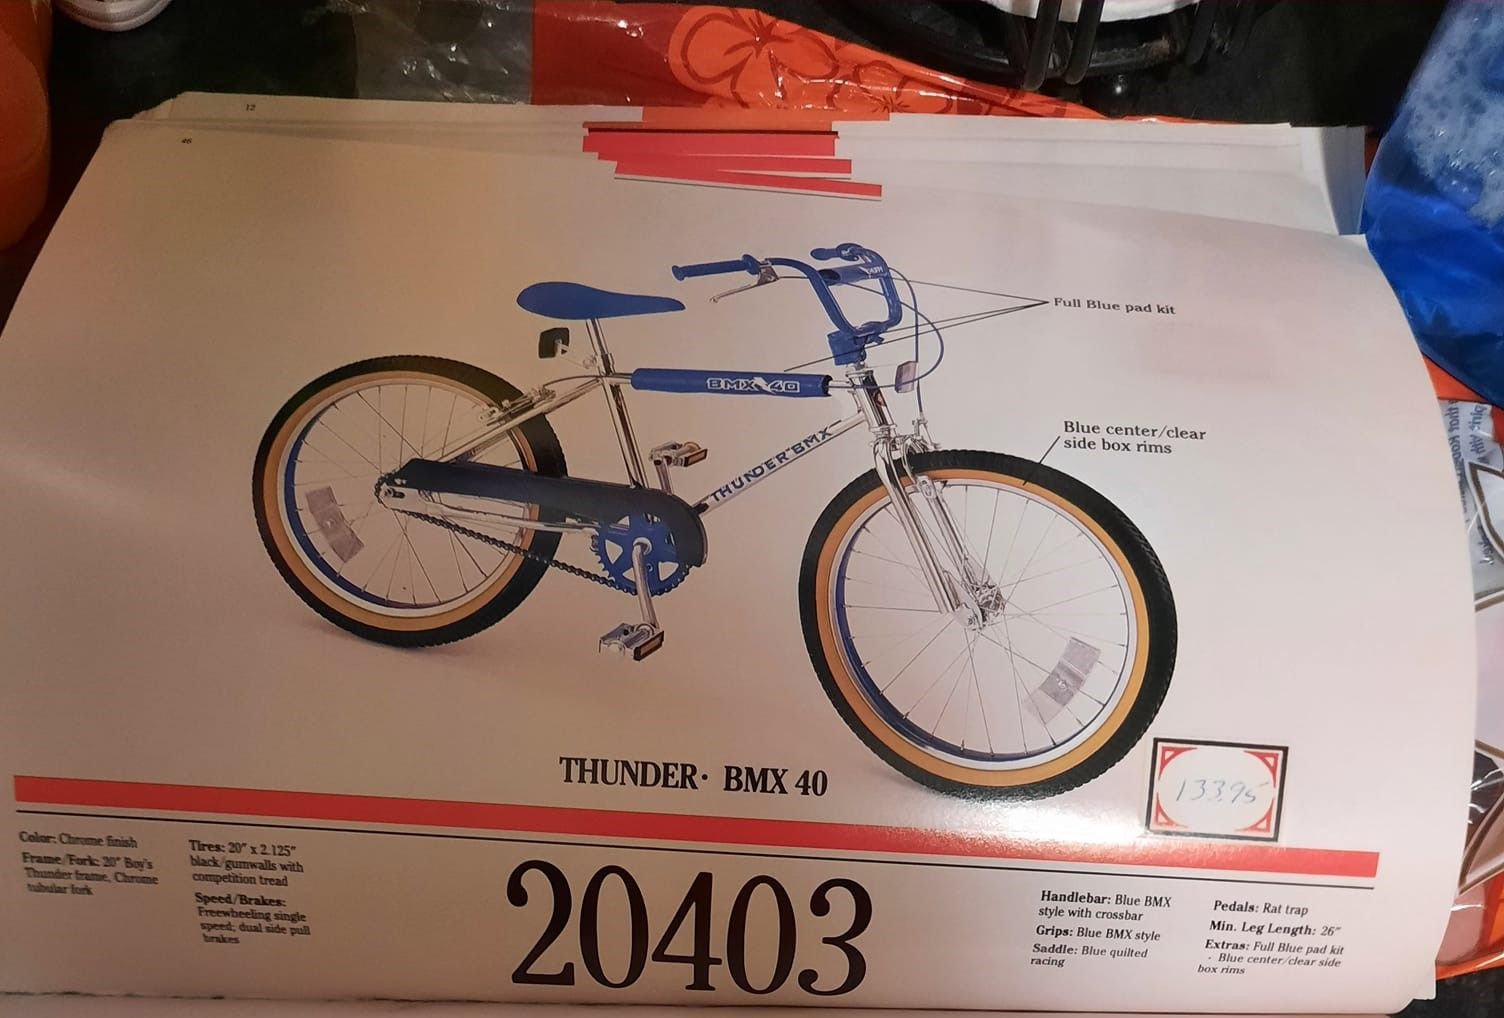 12
46
Full Blue pad kit
BMX 40
Blue center/clear
side box rims
THUNDER BMX
THUNDER · BMX 40
133.95
Color: Chrome finish
Frame/Fork: 20" Boy's
Thunder frame, Chrome
tubular fork
Tires: 20" x 2.125"
black/gumwalls with
competition tread
Speed/Brakes:
Freewheeling single
speed; dual side pull
brakes
20403
Handlebar: Blue BMX
style with crossbar
Grips: Blue BMX style
Saddle: Blue quilted
racing
Pedals: Rat trap
Min. Leg Length: 26"
Extras: Full Blue pad kit
· Blue center/clear side
box rims